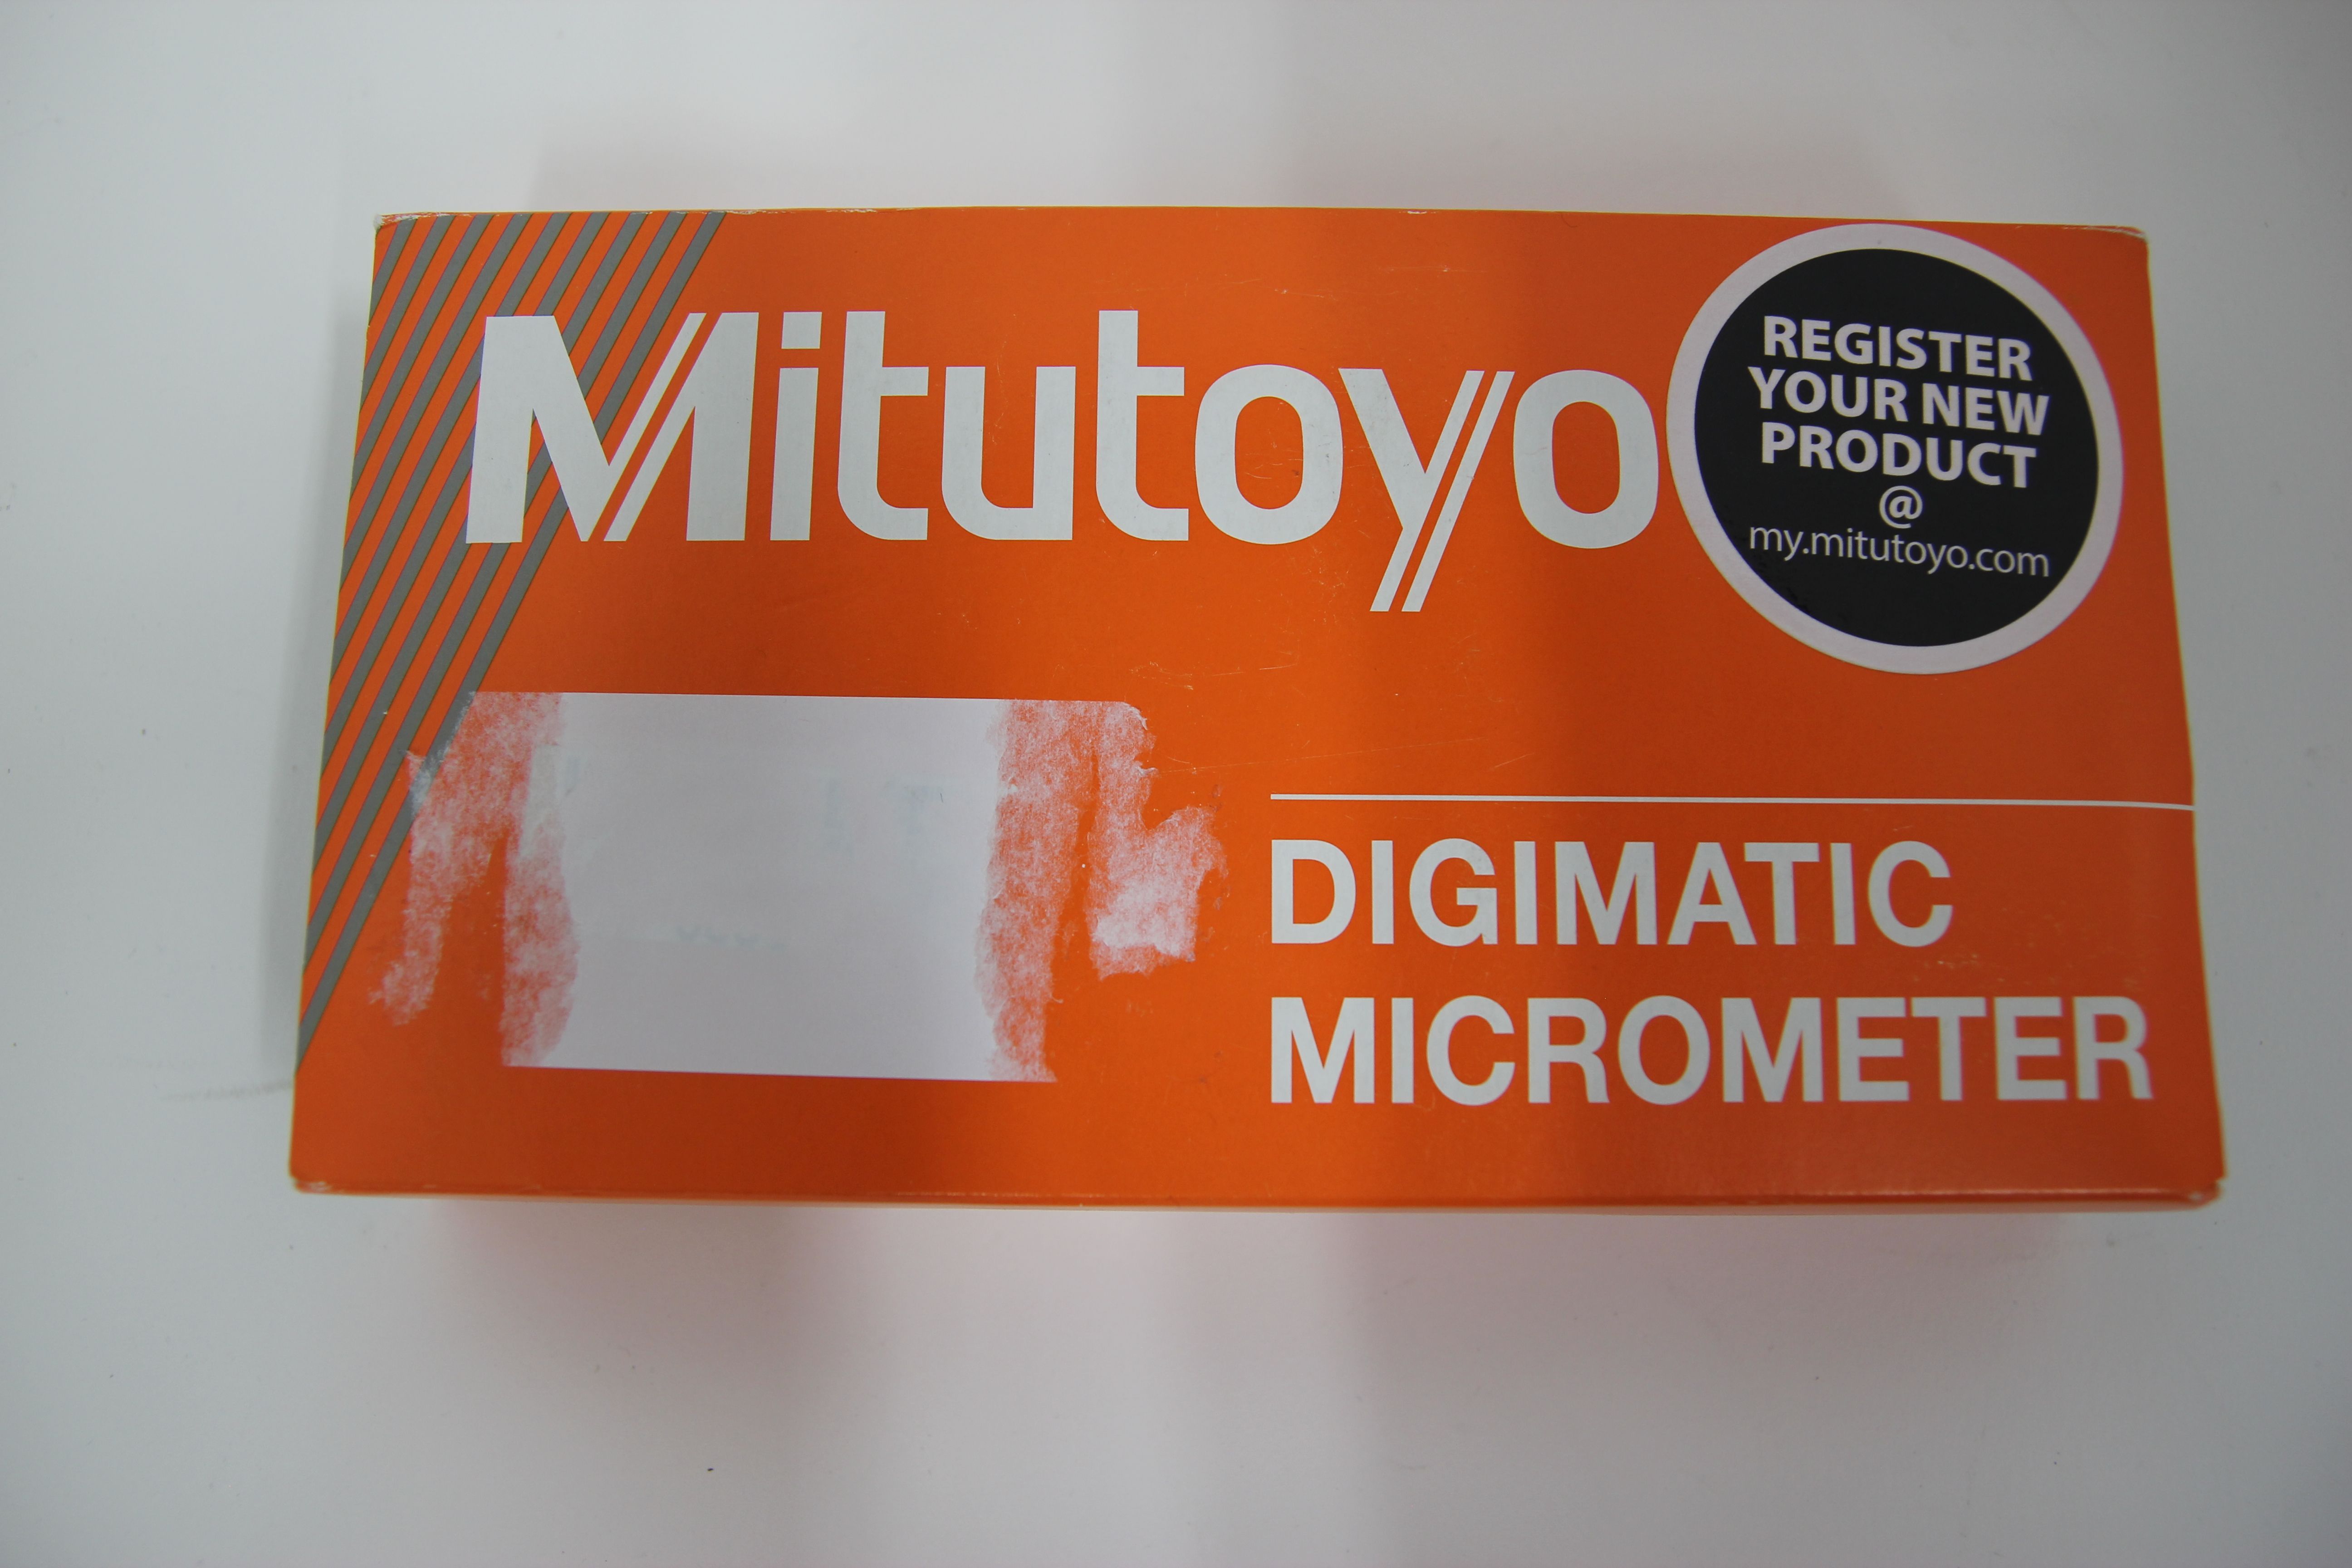 Mitutoyo
REGISTER
YOUR NEW
PRODUCT
@
my.mitutoyo.com
DIGIMATIC
MICROMETER